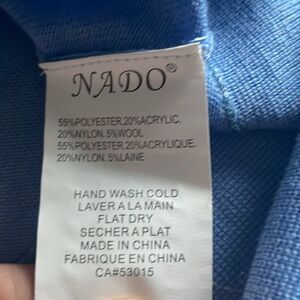 NADO®
55%POLYESTER.20%ACRYLIC.
20%NYLON. 5%WOOL
55%POLYESTER.20%ACRYLIQUE.
20%NYLON. 5%LAINE
HAND WASH COLD
LAVER A LA MAIN
FLAT DRY
SECHER A PLAT
MADE IN CHINA
FABRIQUE EN CHINA
CA#53015